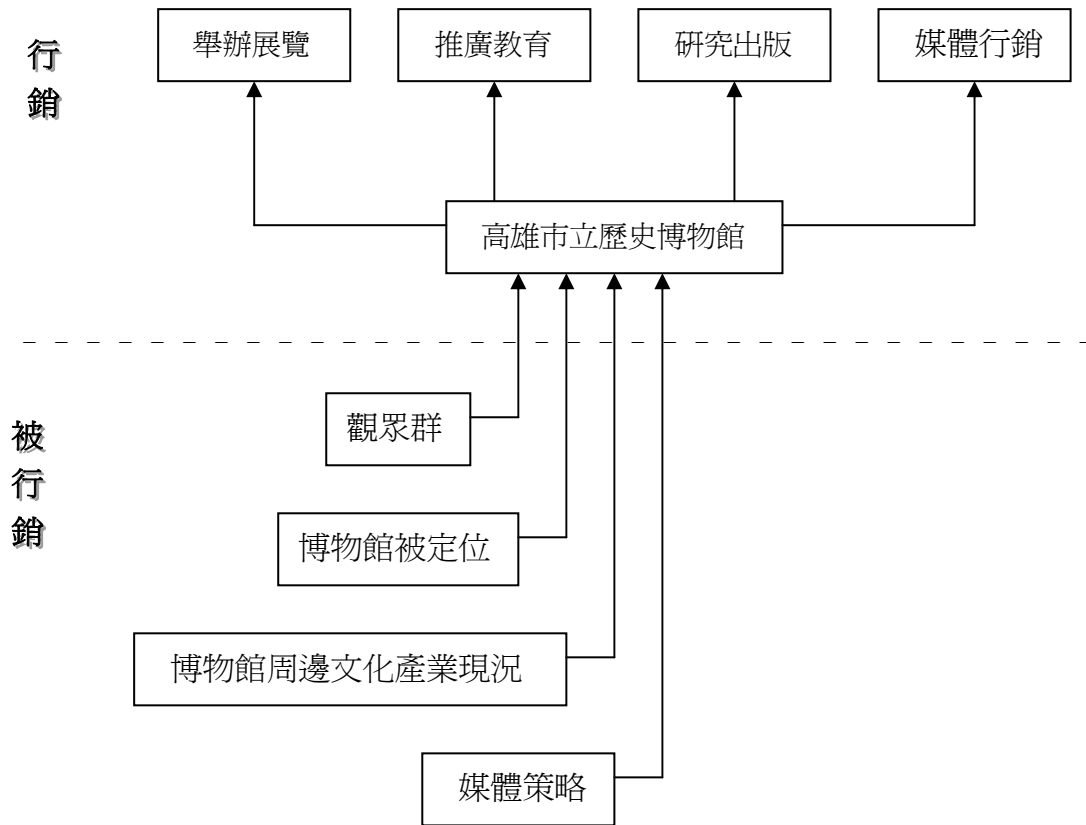 行銷
舉辦展覽
推廣教育
研究出版
媒體行銷
高雄市立歷史博物館
被行銷
觀眾群
博物館被定位
博物館周邊文化產業現況
媒體策略